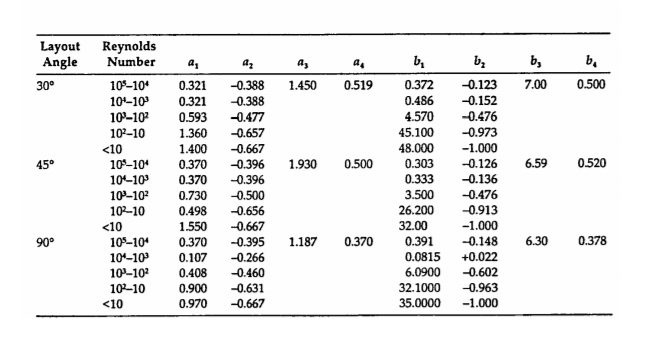 Layout Reynolds
Angle Number a₁ a₂ a₃ a₄ b₁ b₂ b₃ b₄
30° 10⁵–10⁴ 0.321 –0.388 1.450 0.519 0.372 –0.123 7.00 0.500
10⁴–10³ 0.321 –0.388 0.486 –0.152
10³–10² 0.593 –0.477 4.570 –0.476
10²–10 1.360 –0.657 45.100 –0.973
<10 1.400 –0.667 48.000 –1.000
45° 10⁵–10⁴ 0.370 –0.396 1.930 0.500 0.303 –0.126 6.59 0.520
10⁴–10³ 0.370 –0.396 0.333 –0.136
10³–10² 0.730 –0.500 3.500 –0.476
10²–10 0.498 –0.656 26.200 –0.913
<10 1.550 –0.667 32.00 –1.000
90° 10⁵–10⁴ 0.370 –0.395 1.187 0.370 0.391 –0.148 6.30 0.378
10⁴–10³ 0.107 –0.266 0.0815 +0.022
10³–10² 0.408 –0.460 6.0900 –0.602
10²–10 0.900 –0.631 32.1000 –0.963
<10 0.970 –0.667 35.0000 –1.000